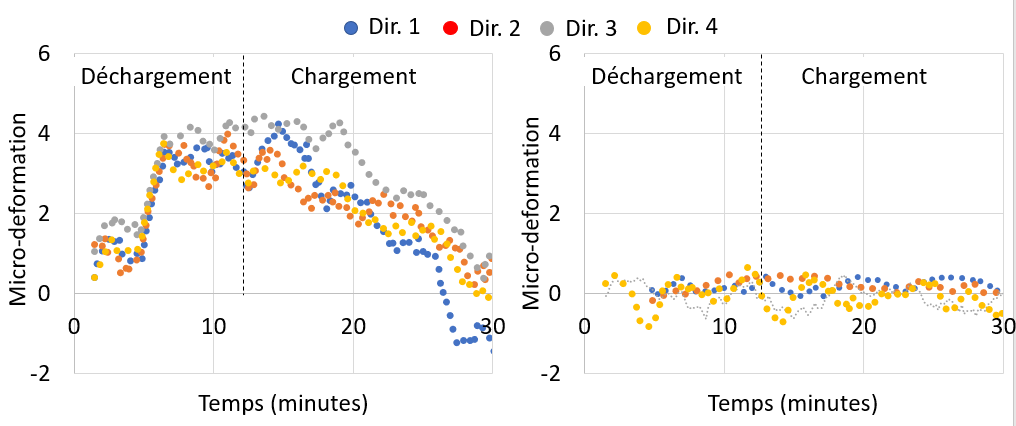 Dir. 1 Dir. 2 Dir. 3 Dir. 4
6 6
Déchargement Chargement Déchargement Chargement
4 4
Micro-deformation Micro-deformation
2 2
0 0
0 10 20 30 0 10 20 30
-2 -2
Temps (minutes) Temps (minutes)